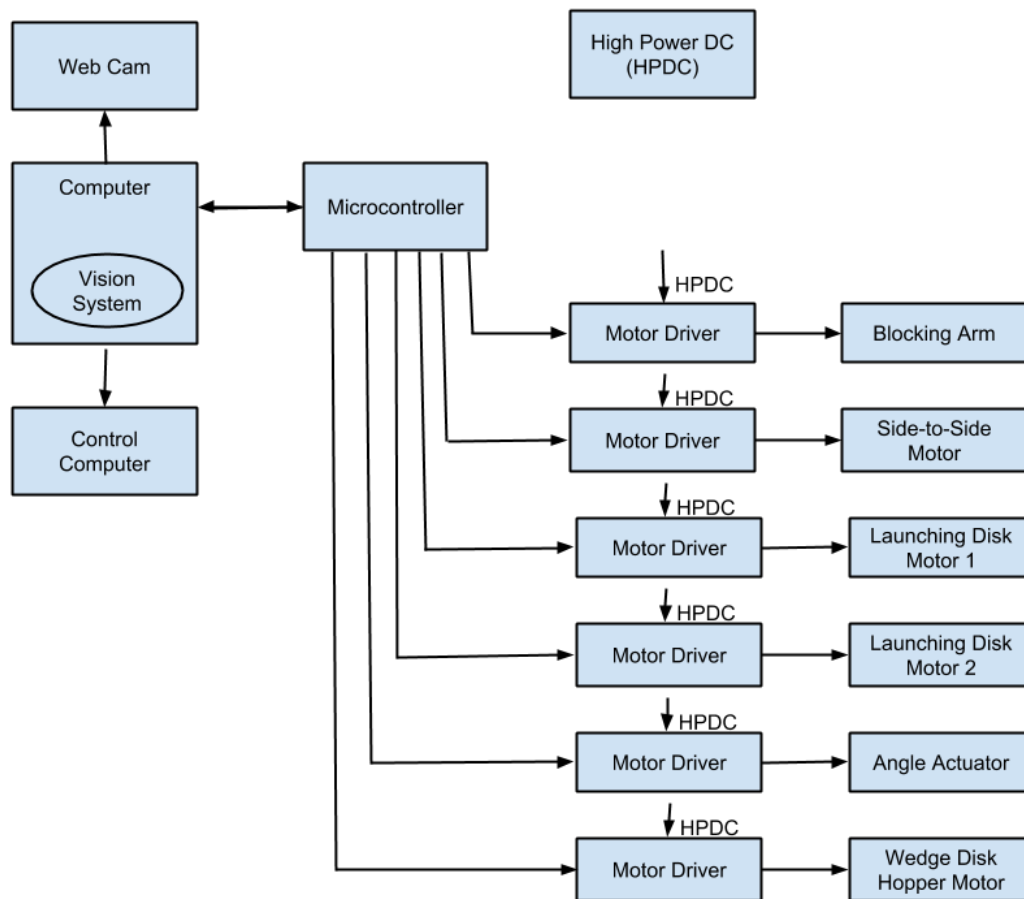 Web Cam
High Power DC
(HPDC)
Computer
Vision
System
Microcontroller
Control
Computer
HPDC
Motor Driver
Blocking Arm
HPDC
Motor Driver
Side-to-Side
Motor
HPDC
Motor Driver
Launching Disk
Motor 1
HPDC
Motor Driver
Launching Disk
Motor 2
HPDC
Motor Driver
Angle Actuator
HPDC
Motor Driver
Wedge Disk
Hopper Motor